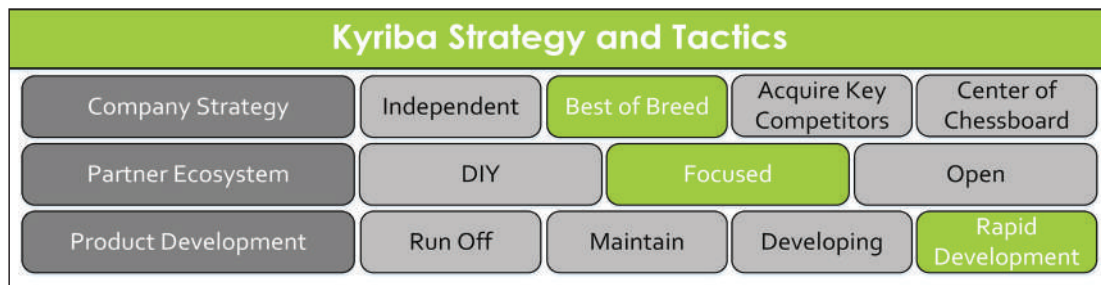 Kyriba Strategy and Tactics
Company Strategy
Independent
Best of Breed
Acquire Key
Competitors
Center of
Chessboard
Partner Ecosystem
DIY
Focused
Open
Product Development
Run Off
Maintain
Developing
Rapid
Development